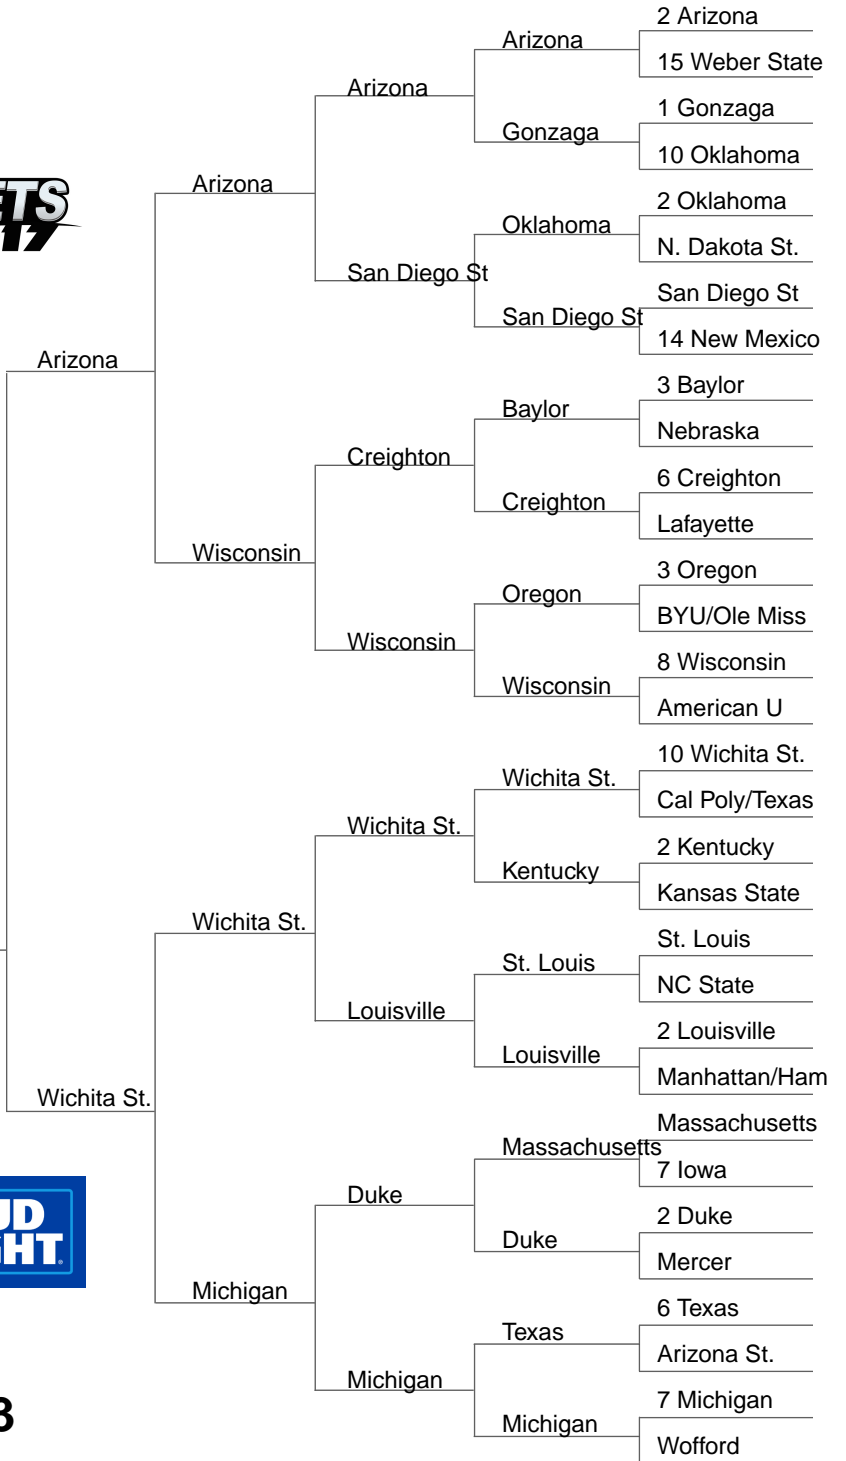 2 Arizona
Arizona
15 Weber State
Arizona
1 Gonzaga
Gonzaga
10 Oklahoma
Arizona
2 Oklahoma
Oklahoma
N. Dakota St.
San Diego St
San Diego St
San Diego St
14 New Mexico
Arizona
3 Baylor
Baylor
Nebraska
Creighton
6 Creighton
Creighton
Lafayette
Wisconsin
3 Oregon
Oregon
BYU/Ole Miss
Wisconsin
8 Wisconsin
Wisconsin
American U
10 Wichita St.
Wichita St.
Cal Poly/Texas
Wichita St.
2 Kentucky
Kentucky
Kansas State
Wichita St.
St. Louis
St. Louis
NC State
Louisville
2 Louisville
Louisville
Manhattan/Ham
Wichita St.
Massachusetts
Massachusetts
7 Iowa
Duke
2 Duke
Duke
Mercer
Michigan
6 Texas
Texas
Arizona St.
Michigan
7 Michigan
Michigan
Wofford
ETS
17
UD
GHT
3